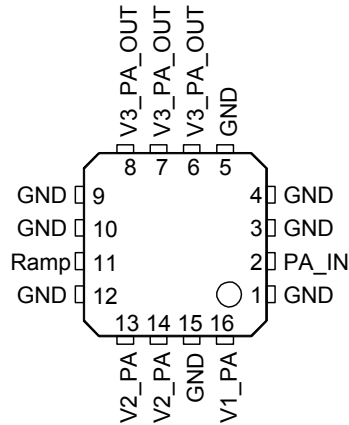 V3_PA_OUT
V3_PA_OUT
V3_PA_OUT
GND
8 7 6 5
GND 9 4 GND
GND 10 3 GND
Ramp 11 2 PA_IN
GND 12 1 GND
13 14 15 16
V2_PA
V2_PA
GND
V1_PA